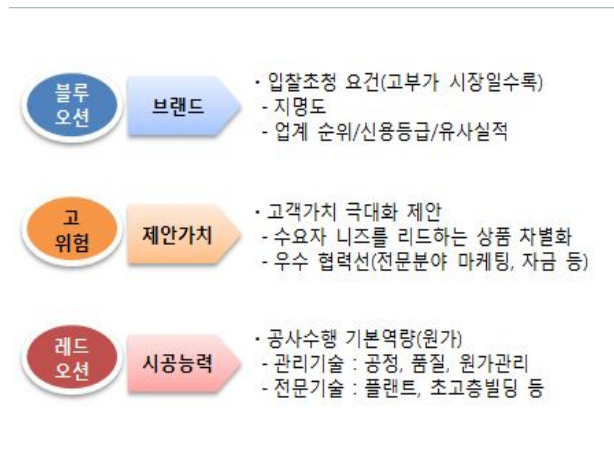 블루
오션
브랜드
· 입찰초청 요건(고부가 시장일수록)
- 지명도
- 업계 순위/신용등급/유사실적
고
위험
제안가치
· 고객가치 극대화 제안
- 수요자 니즈를 리드하는 상품 차별화
- 우수 협력선(전문분야 마케팅, 자금 등)
레드
오션
시공능력
· 공사수행 기본역량(원가)
- 관리기술 : 공정, 품질, 원가관리
- 전문기술 : 플랜트, 초고층빌딩 등